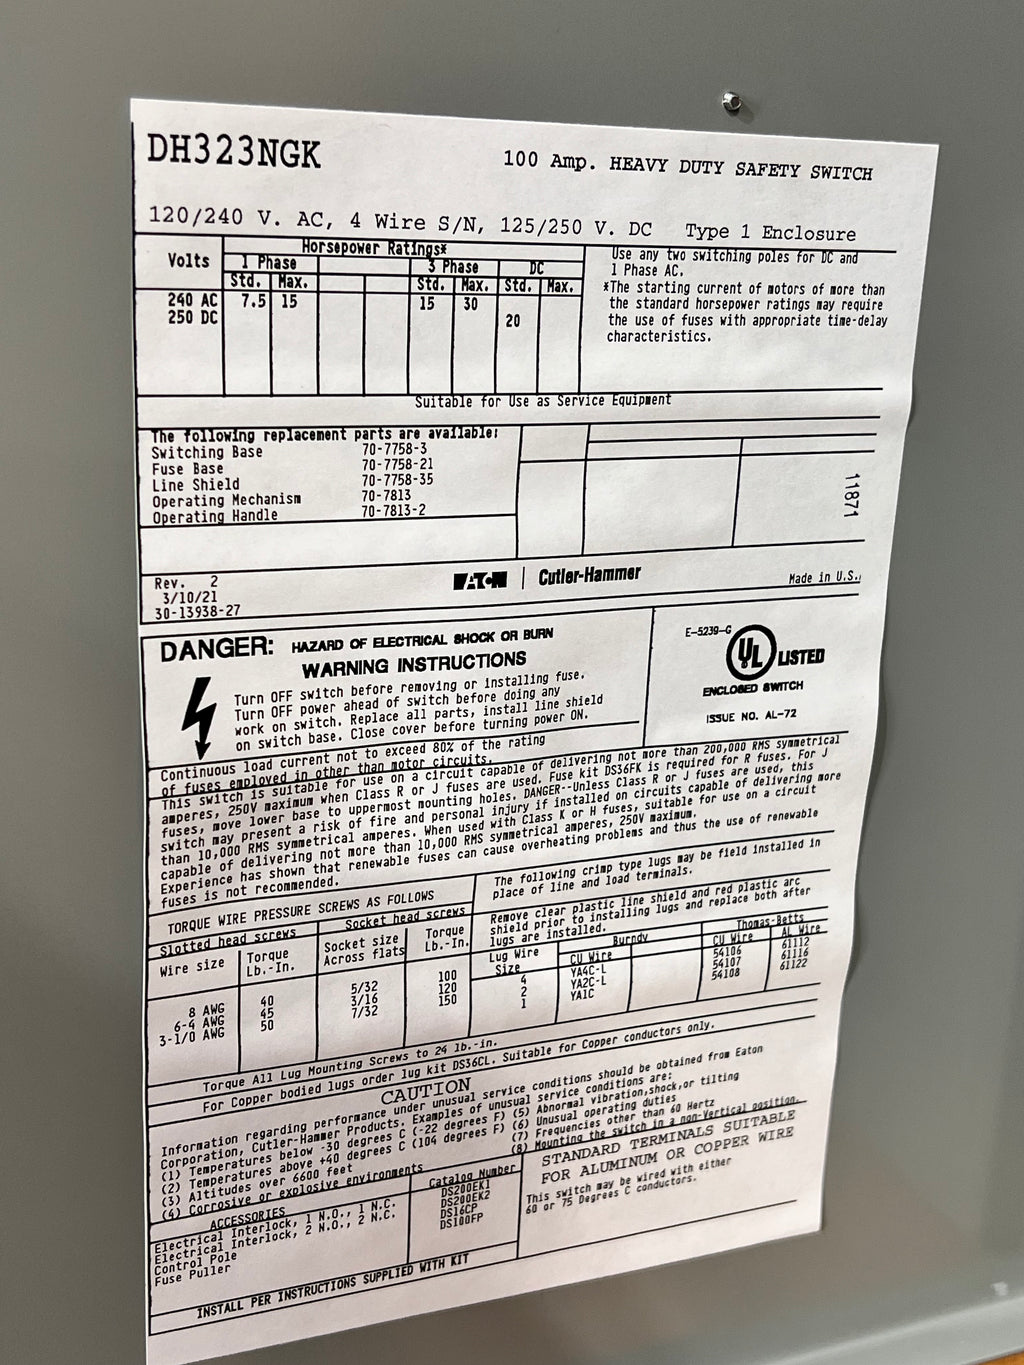 DH323NGK
100 Amp. HEAVY DUTY SAFETY SWITCH
120/240 V. AC, 4 Wire S/N, 125/250 V. DC Type 1 Enclosure
Volts
Horsepower Ratings*
1 Phase 3 Phase DC
Std. Max. Std. Max. Std. Max.
240 AC 7.5 15 15 30
250 DC 20
Use any two switching poles for DC and
1 Phase AC.
*The starting current of motors of more than
the standard horsepower ratings may require
the use of fuses with appropriate time-delay
characteristics.
Suitable for Use as Service Equipment
The following replacement parts are available:
Switching Base 70-7758-3
Fuse Base 70-7758-21
Line Shield 70-7758-35
Operating Mechanism 70-7813
Operating Handle 70-7813-2
11871
Rev. 2
3/10/21
30-13938-27
EATON | Cutler-Hammer
Made in U.S.
DANGER: HAZARD OF ELECTRICAL SHOCK OR BURN
WARNING INSTRUCTIONS
Turn OFF switch before removing or installing fuse.
Turn OFF power ahead of switch before doing any
work on switch. Replace all parts, install line shield
on switch base. Close cover before turning power ON.
E-5239-G
UL LISTED
ENCLOSED SWITCH
ISSUE NO. AL-72
Continuous load current not to exceed 80% of the rating
of fuses employed in other than motor circuits.
This switch is suitable for use on a circuit capable of delivering not more than 200,000 RMS symmetrical
amperes, 250V maximum when Class R or J fuses are used. Fuse kit DS36FK is required for R fuses. For J
fuses, move lower base to uppermost mounting holes. DANGER--Unless Class R or J fuses are used, this
switch may present a risk of fire and personal injury if installed on circuits capable of delivering more
than 10,000 RMS symmetrical amperes. When used with Class K or H fuses, suitable for use on a circuit
capable of delivering not more than 10,000 RMS symmetrical amperes, 250V maximum.
Experience has shown that renewable fuses can cause overheating problems and thus the use of renewable
fuses is not recommended.
TORQUE WIRE PRESSURE SCREWS AS FOLLOWS
Slotted head screws Socket head screws
Wire size Torque Lb.-In. Socket size Across flats Torque Lb.-In.
8 AWG 40 5/32 100
6-4 AWG 45 3/16 120
3-1/0 AWG 50 7/32 150
The following crimp type lugs may be field installed in
place of line and load terminals.
Remove clear plastic line shield and red plastic arc
shield prior to installing lugs and replace both after
lugs are installed.
Lug Wire Size Burndy Thomas-Betts
CU Wire CU Wire AL Wire
4 YA4C-L 54106 61112
2 YA2C-L 54107 61116
1 YA1C 54108 61122
Torque All Lug Mounting Screws to 24 lb.-in.
For Copper bodied lugs order lug kit DS36CL. Suitable for Copper conductors only.
CAUTION
Information regarding performance under unusual service conditions should be obtained from Eaton
Corporation, Cutler-Hammer Products. Examples of unusual service conditions are:
(1) Temperatures below -30 degrees C (-22 degrees F) (5) Abnormal vibration,shock,or tilting
(2) Temperatures above +40 degrees C (104 degrees F) (6) Unusual operating duties
(3) Altitudes over 6600 feet (7) Frequencies other than 60 Hertz
(4) Corrosive or explosive environments (8) Mounting the switch in a non-Vertical position.
ACCESSORIES Catalog Number
Electrical Interlock, 1 N.O., 1 N.C. DS200EK1
Electrical Interlock, 2 N.O., 2 N.C. DS200EK2
Control Pole DS16CP
Fuse Puller DS100FP
STANDARD TERMINALS SUITABLE
FOR ALUMINUM OR COPPER WIRE
This switch may be wired with either
60 or 75 Degrees C conductors.
INSTALL PER INSTRUCTIONS SUPPLIED WITH KIT